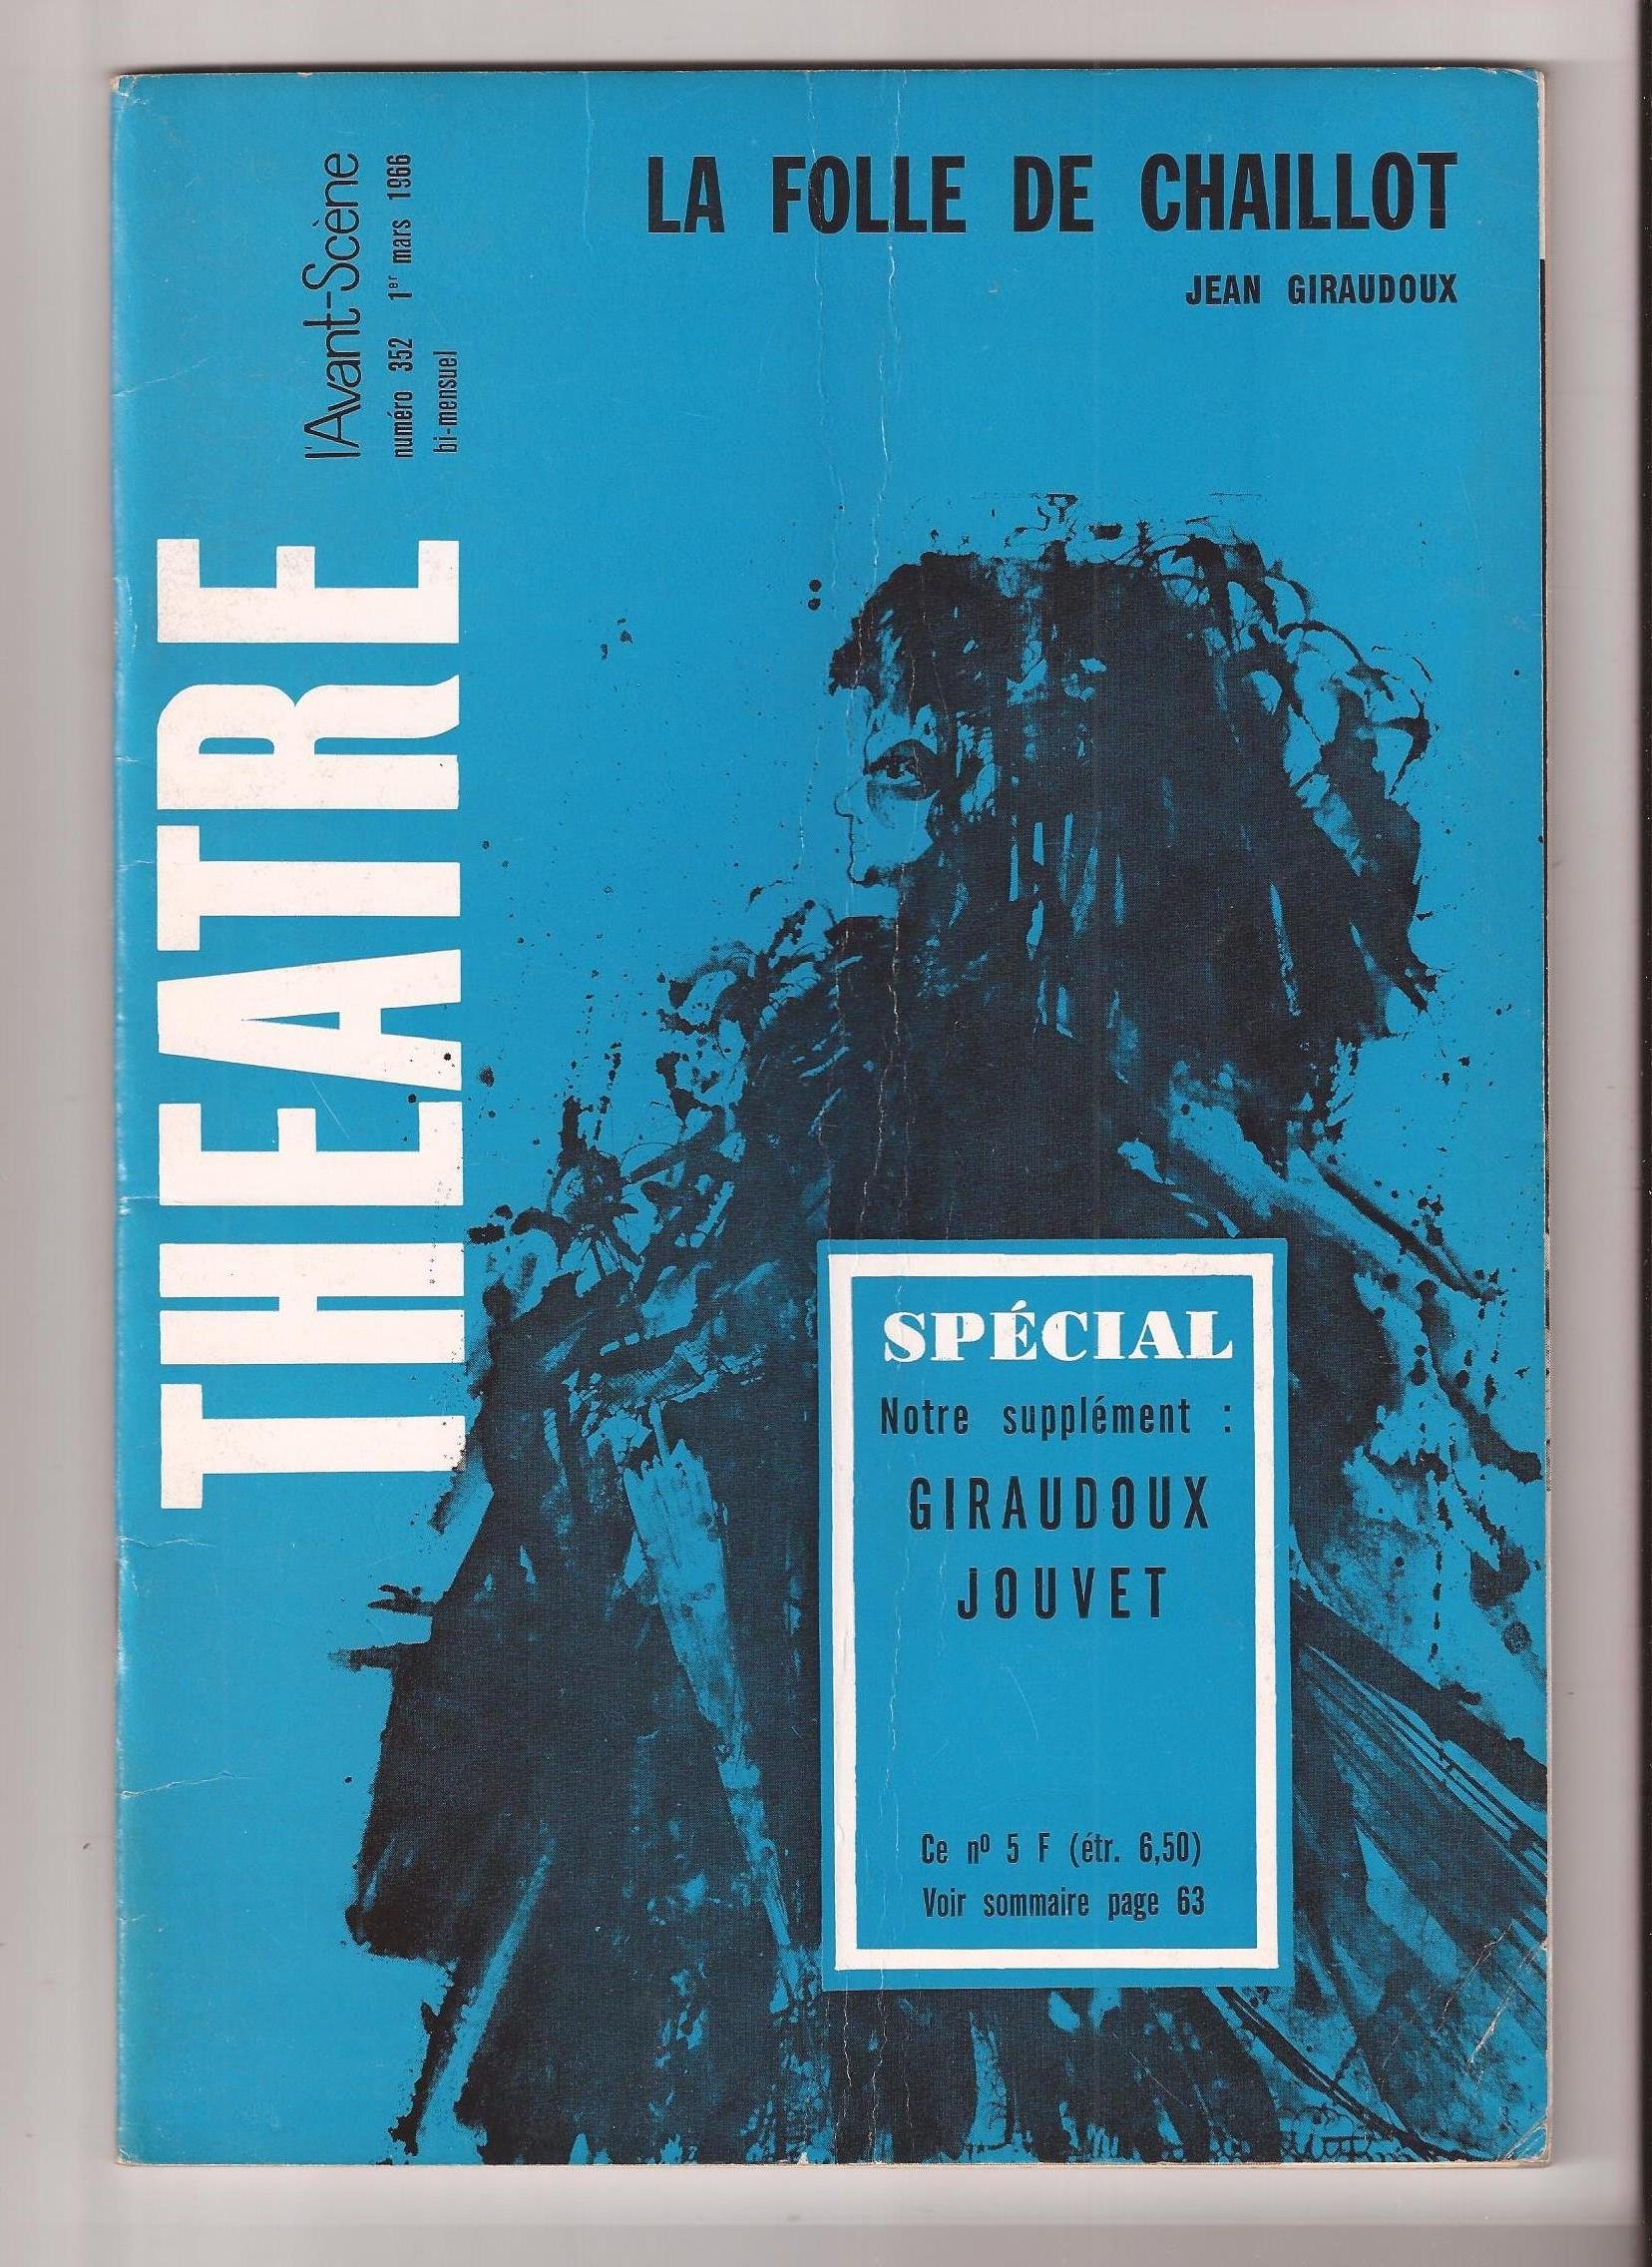 LA FOLLE DE CHAILLOT
JEAN GIRAUDOUX
l'Avant-Scène
numéro 352 1er mars 1966
bi-mensuel
THEATRE
SPÉCIAL
Notre supplément :
GIRAUDOUX
JOUVET
Ce nº 5 F (étr. 6,50)
Voir sommaire page 63